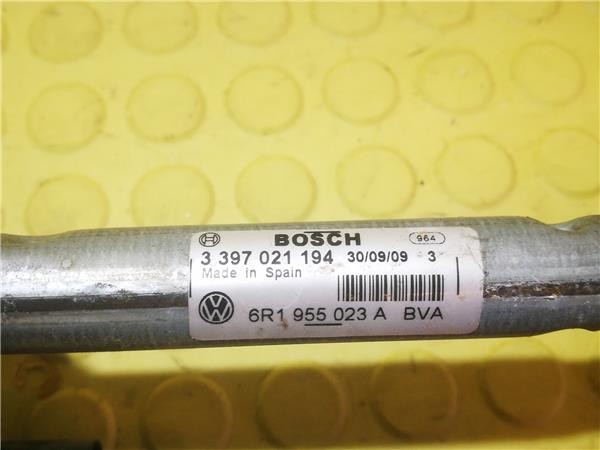 BOSCH 964
3 397 021 194 30/09/09 3
Made in Spain
6R1 955 023 A BVA